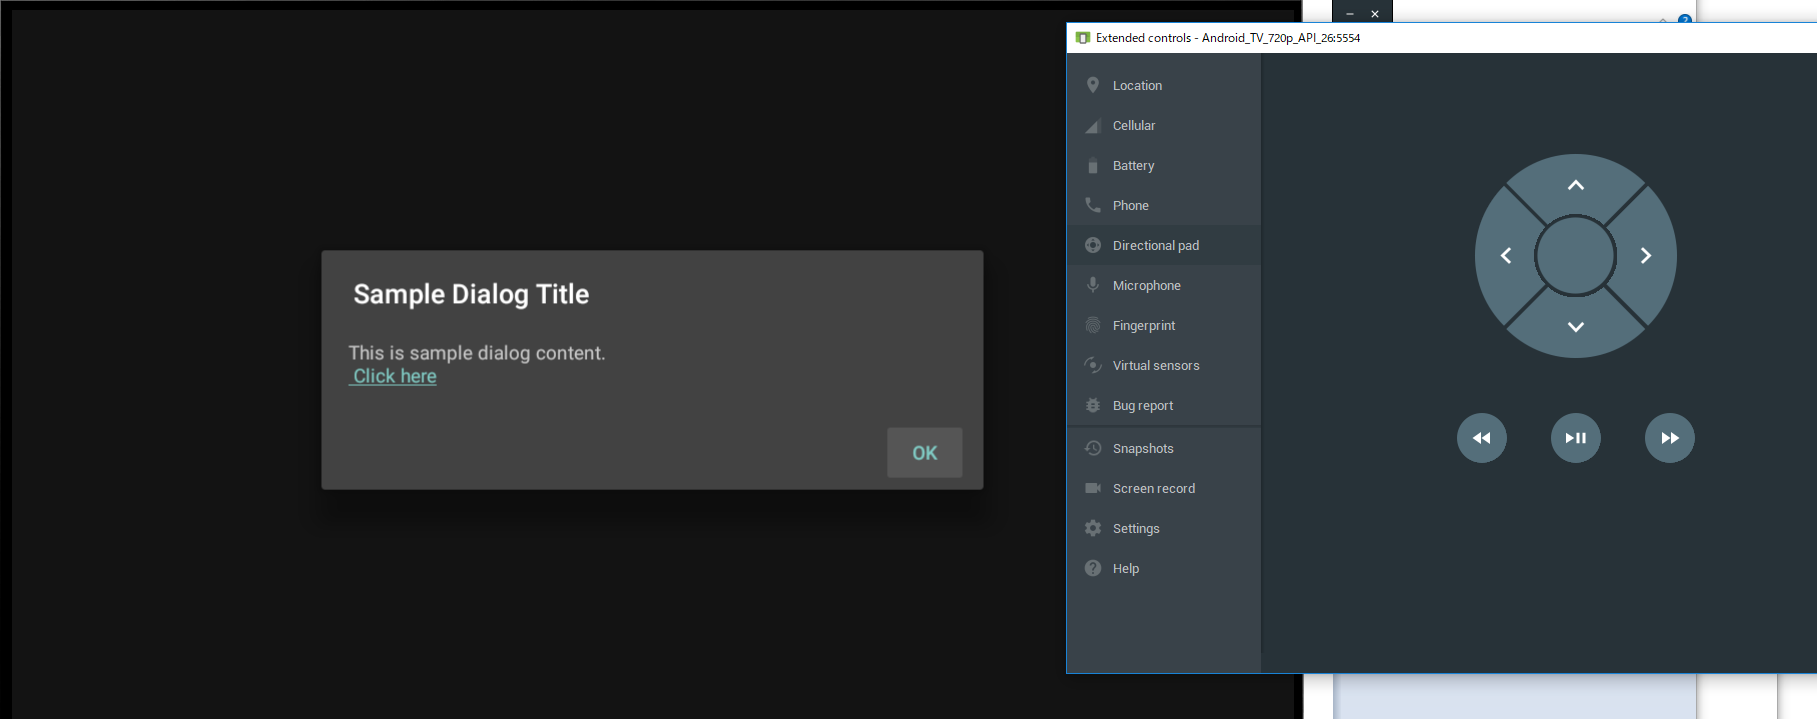 Sample Dialog Title
This is sample dialog content.
Click here
OK
?
Extended controls - Android_TV_720p_API_26:5554
Location
Cellular
Battery
Phone
Directional pad
Microphone
Fingerprint
Virtual sensors
Bug report
Snapshots
Screen record
Settings
Help